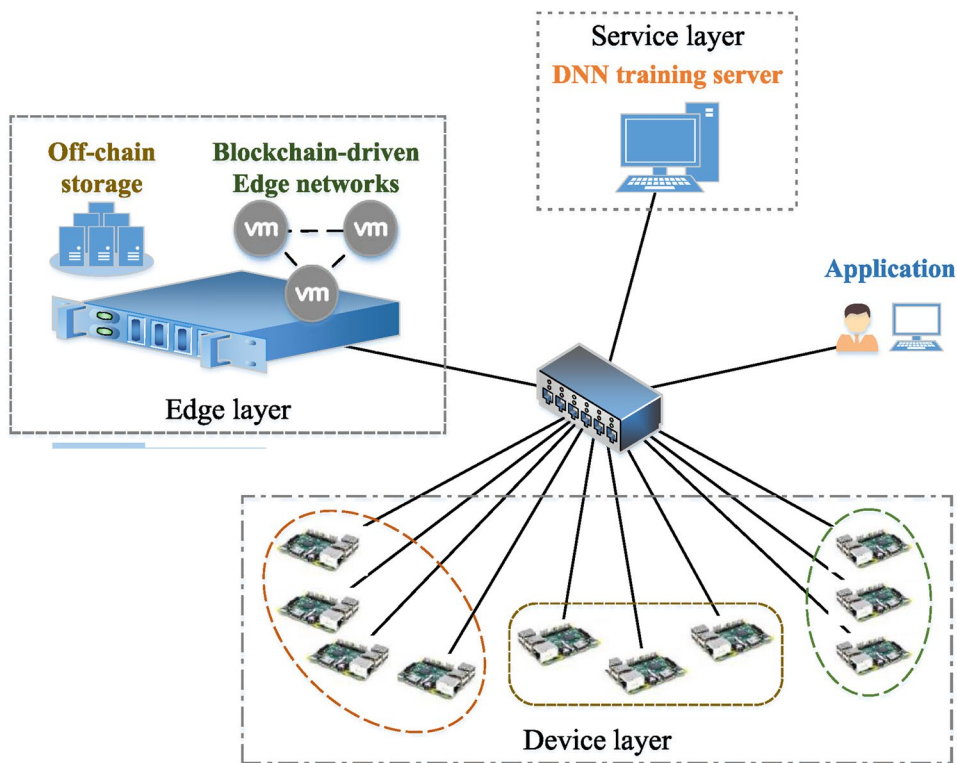 Service layer
DNN training server
Off-chain
storage
Blockchain-driven
Edge networks
vm
vm
vm
Application
Edge layer
Device layer